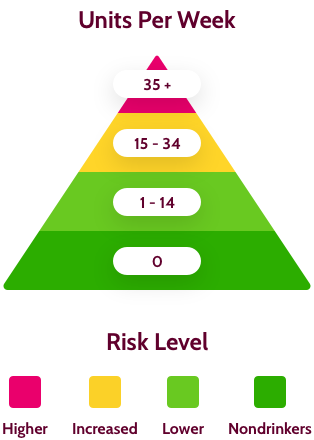 Units Per Week
35 +
15 - 34
1 - 14
0
Risk Level
Higher Increased Lower Nondrinkers